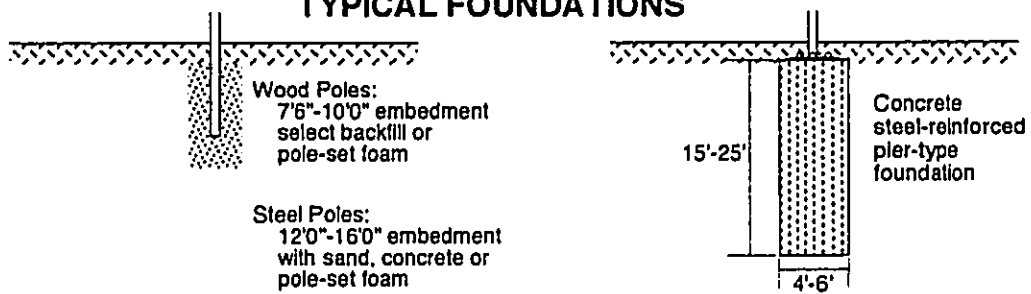 TYPICAL FOUNDATIONS
Wood Poles:
7'6"-10'0" embedment
select backfill or
pole-set foam
Steel Poles:
12'0"-16'0" embedment
with sand, concrete or
pole-set foam
15'-25'
4'-6'
Concrete
steel-reinforced
pier-type
foundation